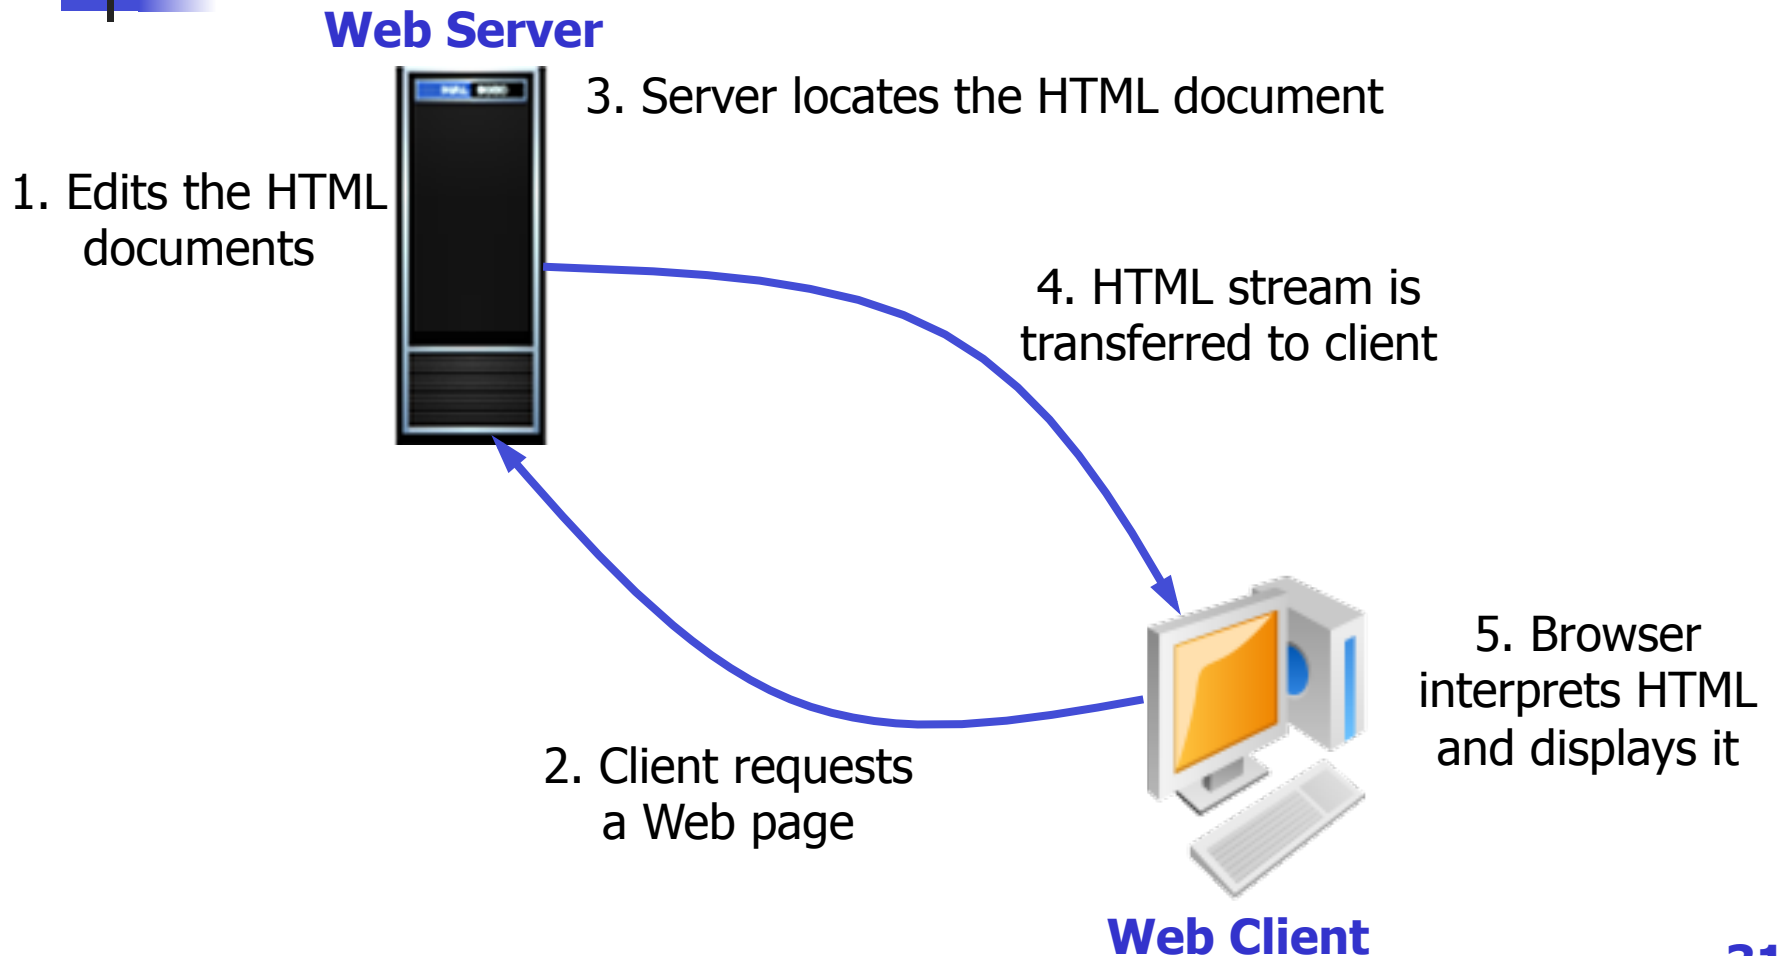 Web Server
3. Server locates the HTML document
1. Edits the HTML
documents
4. HTML stream is
transferred to client
5. Browser
interprets HTML
and displays it
2. Client requests
a Web page
Web Client